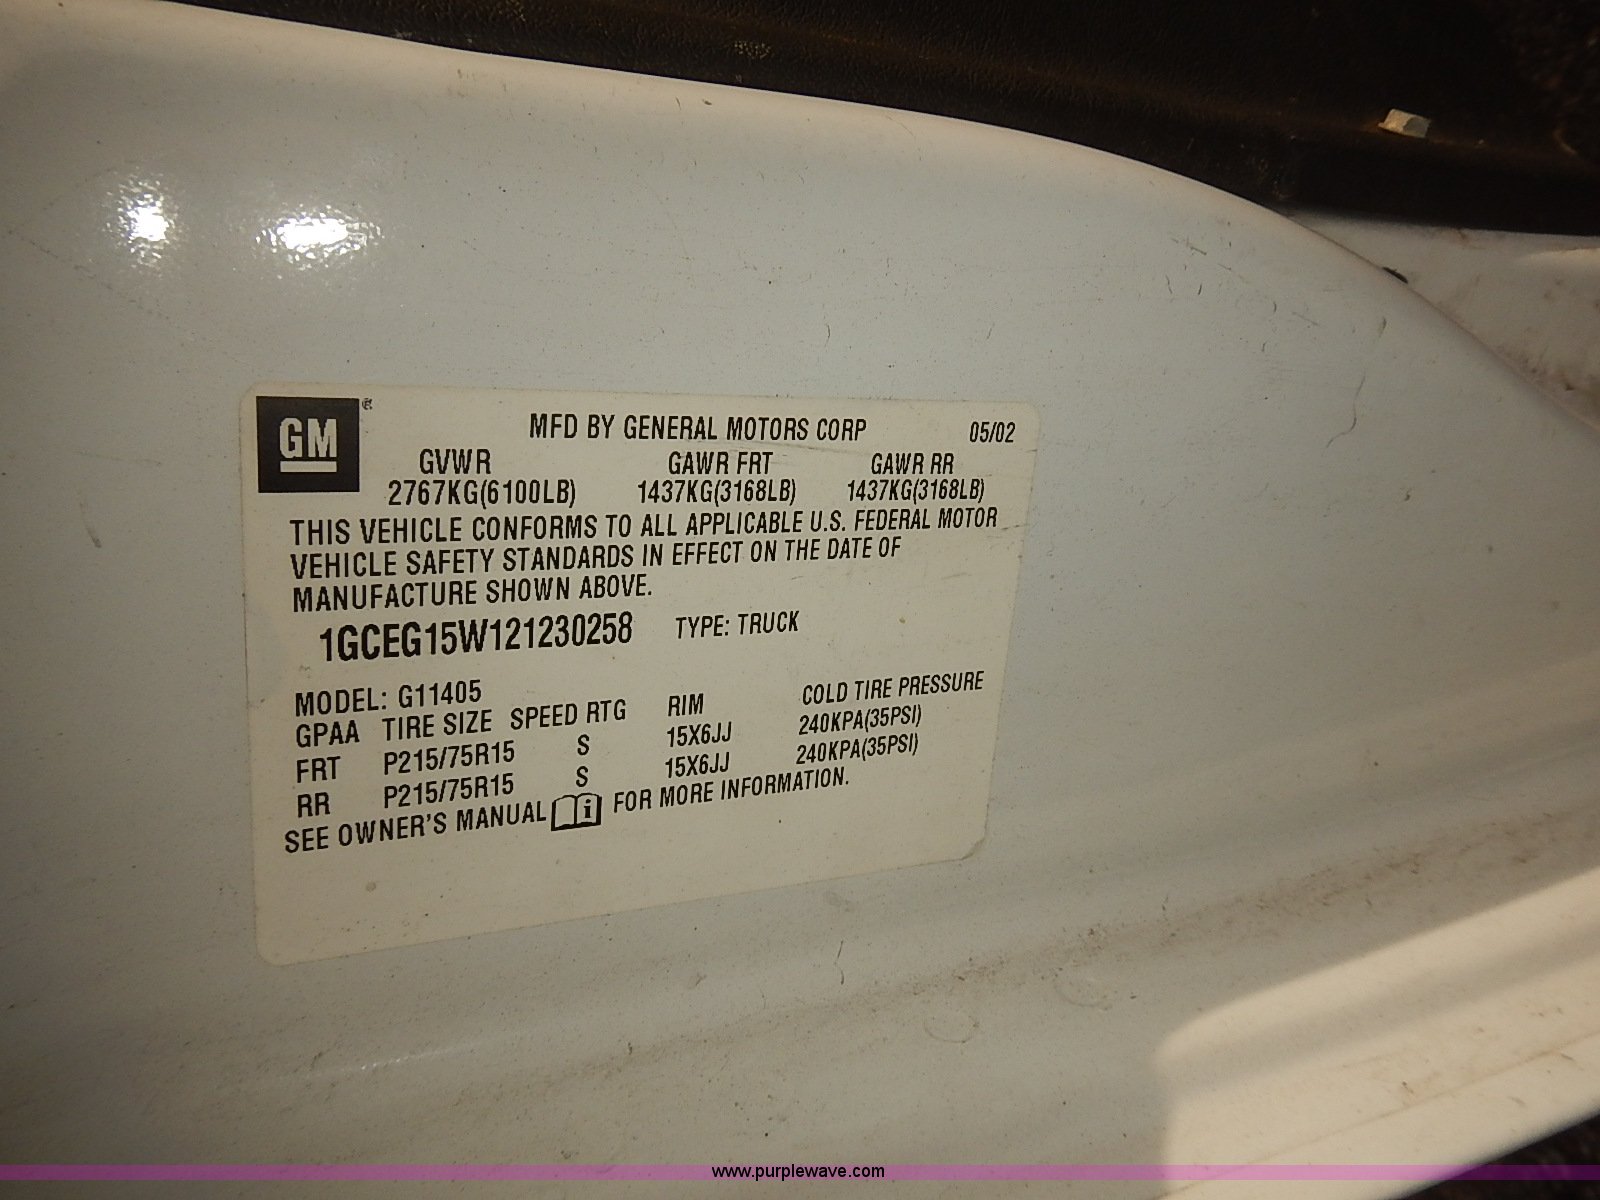 GM
MFD BY GENERAL MOTORS CORP 05/02
GVWR GAWR FRT GAWR RR
2767KG(6100LB) 1437KG(3168LB) 1437KG(3168LB)
THIS VEHICLE CONFORMS TO ALL APPLICABLE U.S. FEDERAL MOTOR
VEHICLE SAFETY STANDARDS IN EFFECT ON THE DATE OF
MANUFACTURE SHOWN ABOVE.
1GCEG15W121230258 TYPE: TRUCK
MODEL: G11405
GPAA TIRE SIZE SPEED RTG RIM COLD TIRE PRESSURE
FRT P215/75R15 S 15X6JJ 240KPA(35PSI)
RR P215/75R15 S 15X6JJ 240KPA(35PSI)
SEE OWNER'S MANUAL i FOR MORE INFORMATION.
www.purplewave.com